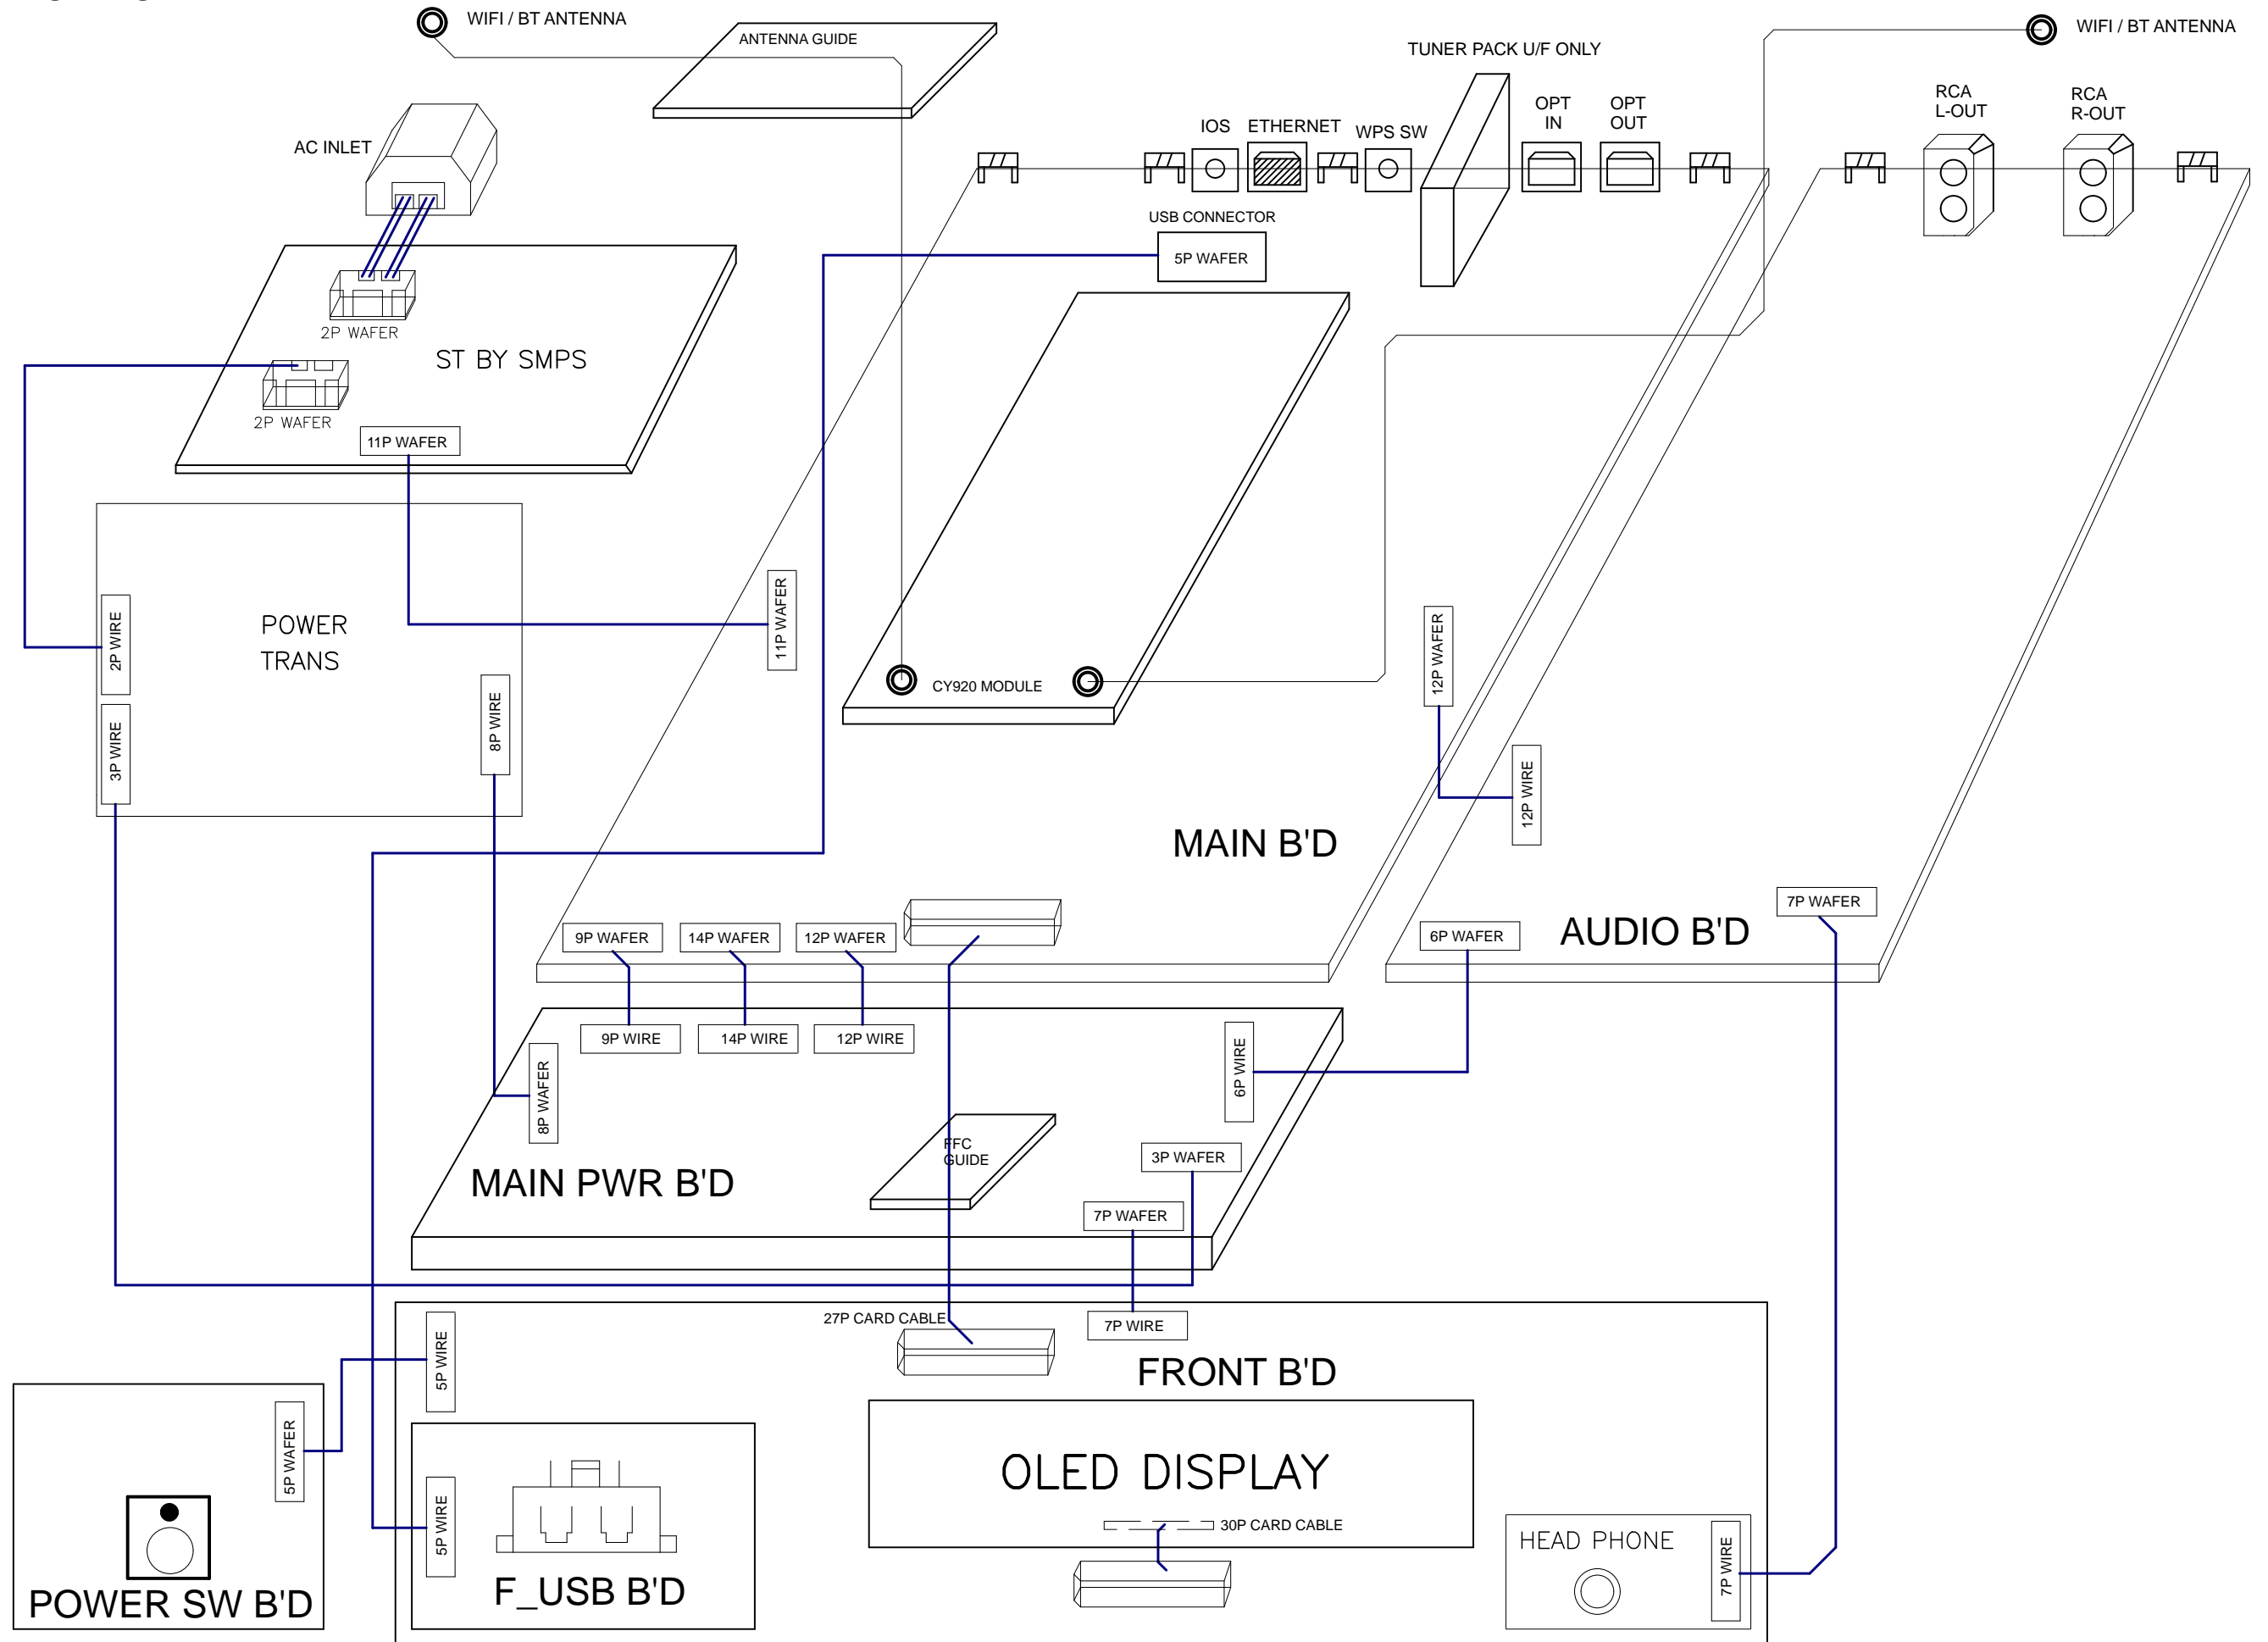 WIFI / BT ANTENNA
ANTENNA GUIDE
WIFI / BT ANTENNA
TUNER PACK U/F ONLY
AC INLET
IOS
ETHERNET
WPS SW
OPT
IN
OPT
OUT
RCA
L-OUT
RCA
R-OUT
USB CONNECTOR
5P WAFER
2P WAFER
ST BY SMPS
2P WAFER
11P WAFER
POWER
TRANS
2P WIRE
3P WIRE
8P WIRE
11P WAFER
CY920 MODULE
12P WAFER
12P WIRE
MAIN B'D
AUDIO B'D
7P WAFER
6P WAFER
9P WAFER
14P WAFER
12P WAFER
9P WIRE
14P WIRE
12P WIRE
8P WAFER
6P WIRE
FFC
GUIDE
3P WAFER
MAIN PWR B'D
7P WAFER
27P CARD CABLE
7P WIRE
5P WIRE
FRONT B'D
5P WAFER
5P WIRE
OLED DISPLAY
30P CARD CABLE
HEAD PHONE
7P WIRE
POWER SW B'D
F_USB B'D